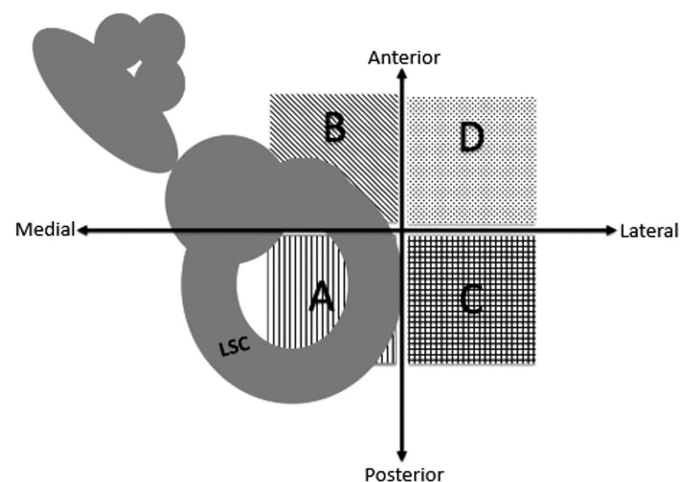 Anterior
B
D
Medial
Lateral
A
C
LSC
Posterior